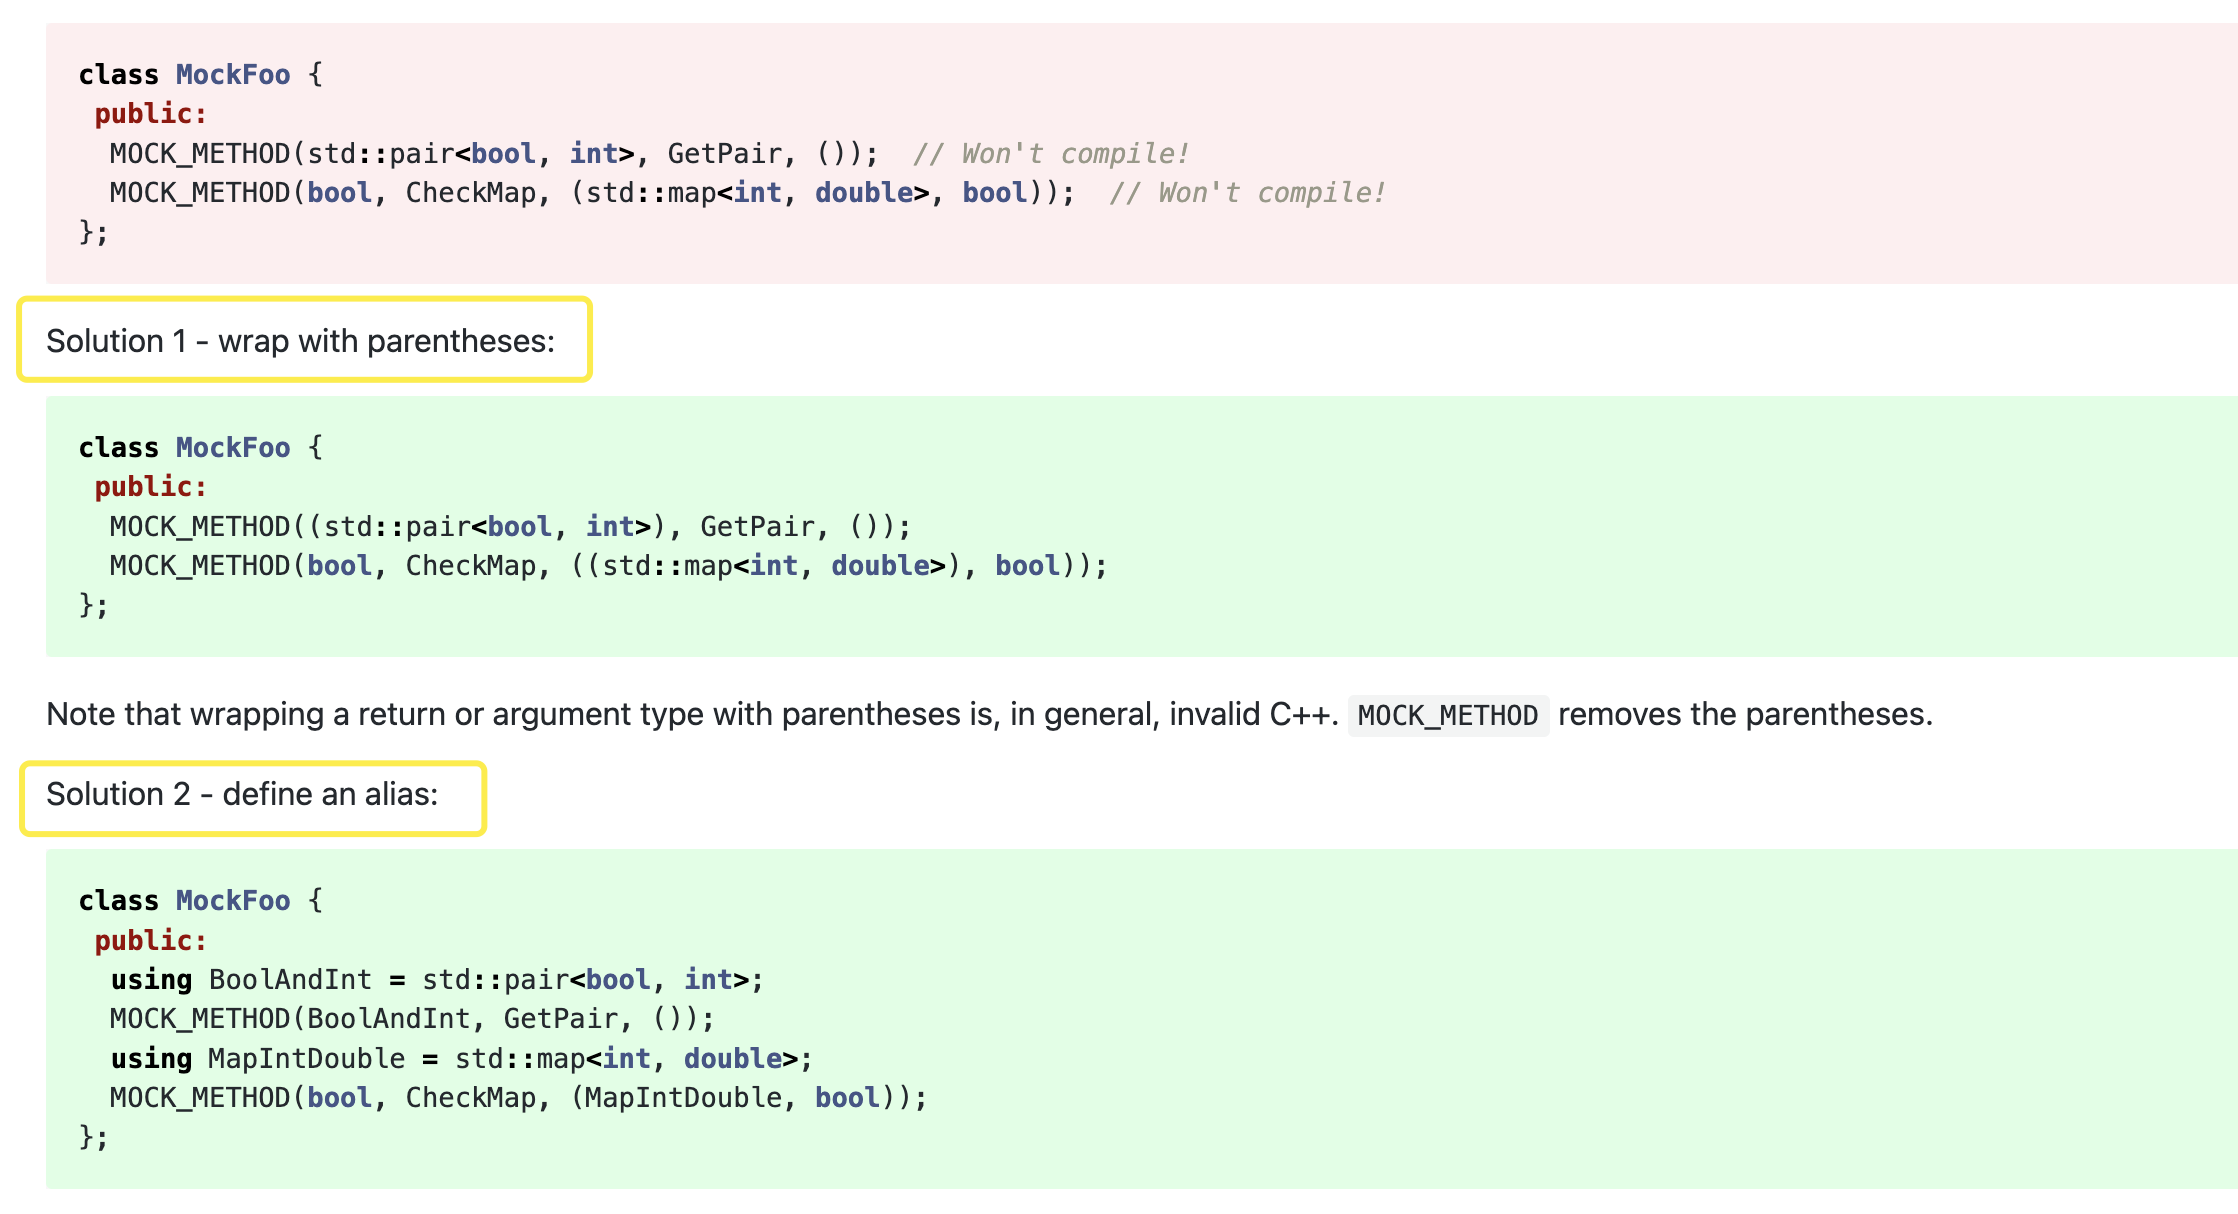 class MockFoo {
 public:
  MOCK_METHOD(std::pair<bool, int>, GetPair, ());  // Won't compile!
  MOCK_METHOD(bool, CheckMap, (std::map<int, double>, bool));  // Won't compile!
};
Solution 1 - wrap with parentheses:
class MockFoo {
 public:
  MOCK_METHOD((std::pair<bool, int>), GetPair, ());
  MOCK_METHOD(bool, CheckMap, ((std::map<int, double>), bool));
};
Note that wrapping a return or argument type with parentheses is, in general, invalid C++. MOCK_METHOD removes the parentheses.
Solution 2 - define an alias:
class MockFoo {
 public:
  using BoolAndInt = std::pair<bool, int>;
  MOCK_METHOD(BoolAndInt, GetPair, ());
  using MapIntDouble = std::map<int, double>;
  MOCK_METHOD(bool, CheckMap, (MapIntDouble, bool));
};